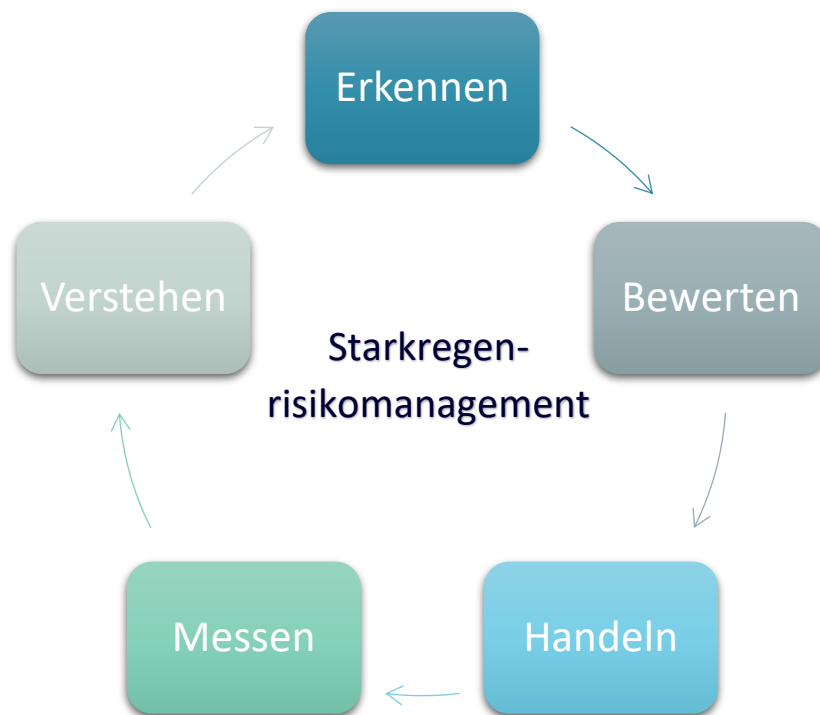 Erkennen
Bewerten
Handeln
Messen
Verstehen
Starkregen-
risikomanagement